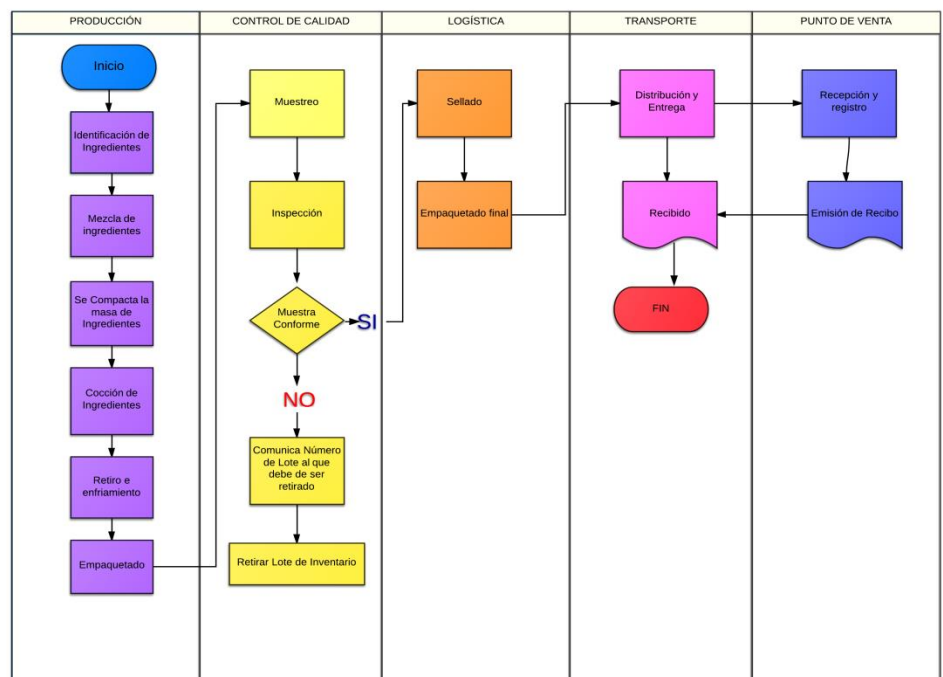 PRODUCCIÓN
CONTROL DE CALIDAD
LOGÍSTICA
TRANSPORTE
PUNTO DE VENTA
Inicio
Identificación de
Ingredientes
Mezcla de
ingredientes
Se Compacta la
masa de
Ingredientes
Cocción de
Ingredientes
Retiro e
enfriamiento
Empaquetado
Muestreo
Inspección
Muestra
Conforme
SI
NO
Comunica Número
de Lote al que
debe de ser
retirado
Retirar Lote de Inventario
Sellado
Empaquetado final
Distribución y
Entrega
Recibido
FIN
Recepción y
registro
Emisión de Recibo